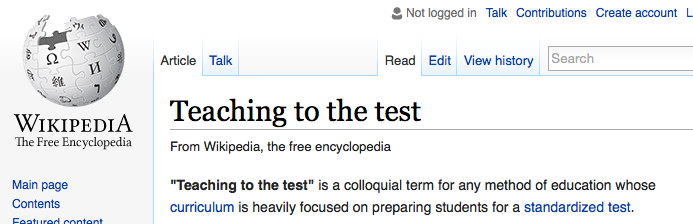 Not logged in Talk Contributions Create account L
Article Talk Read Edit View history Search
Teaching to the test
WIKIPEDIA
The Free Encyclopedia
From Wikipedia, the free encyclopedia
Main page
Contents
Featured content
"Teaching to the test" is a colloquial term for any method of education whose
curriculum is heavily focused on preparing students for a standardized test.